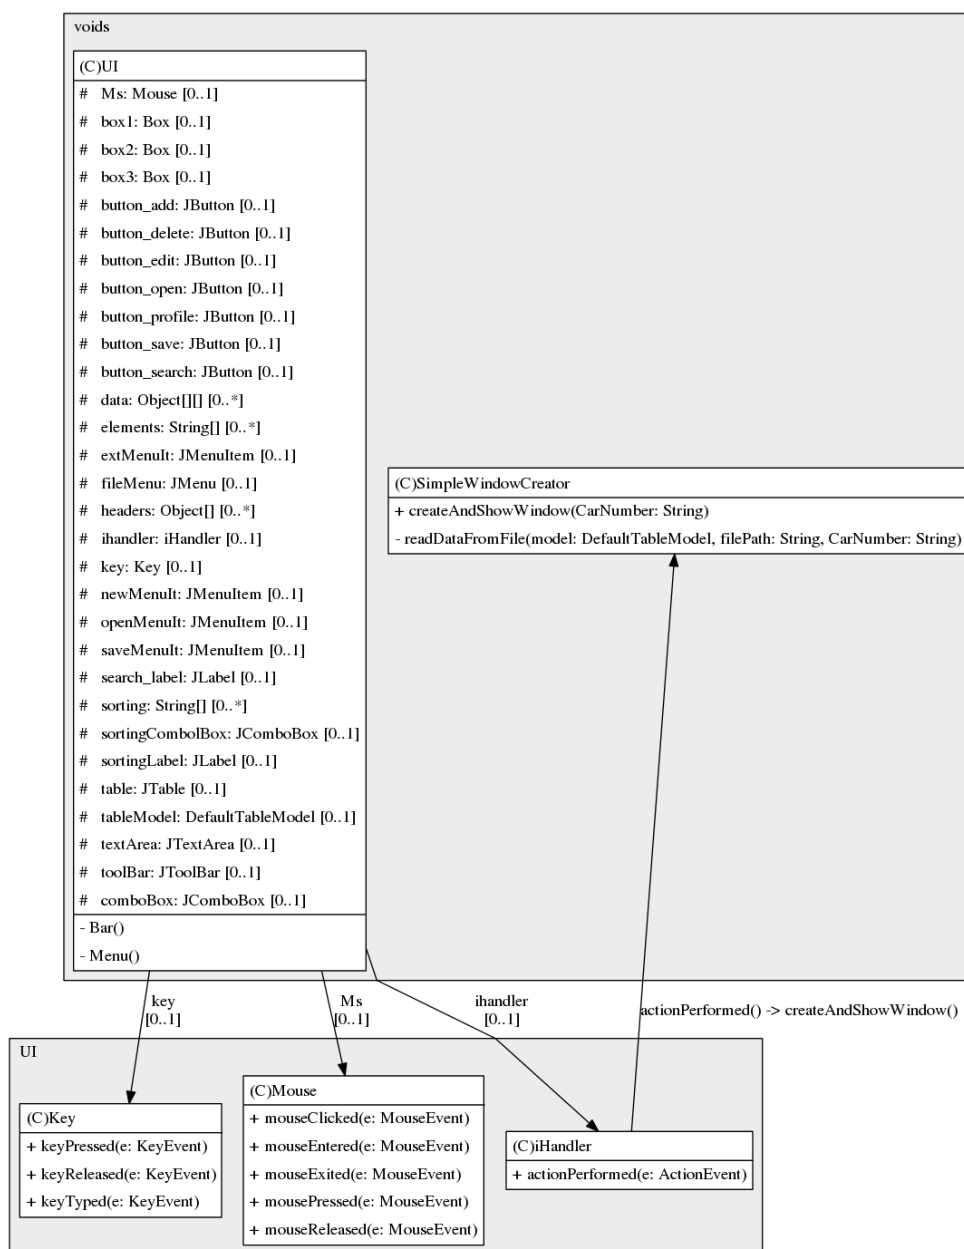 voids
(C)UI
# Ms: Mouse [0..1]
# box1: Box [0..1]
# box2: Box [0..1]
# box3: Box [0..1]
# button_add: JButton [0..1]
# button_delete: JButton [0..1]
# button_edit: JButton [0..1]
# button_open: JButton [0..1]
# button_profile: JButton [0..1]
# button_save: JButton [0..1]
# button_search: JButton [0..1]
# data: Object[][] [0..*]
# elements: String[] [0..*]
# extMenuIt: JMenuItem [0..1]
# fileMenu: JMenu [0..1]
# headers: Object[] [0..*]
# ihandler: iHandler [0..1]
# key: Key [0..1]
# newMenuIt: JMenuItem [0..1]
# openMenuIt: JMenuItem [0..1]
# saveMenuIt: JMenuItem [0..1]
# search_label: JLabel [0..1]
# sorting: String[] [0..*]
# sortingCombolBox: JComboBox [0..1]
# sortingLabel: JLabel [0..1]
# table: JTable [0..1]
# tableModel: DefaultTableModel [0..1]
# textArea: JTextArea [0..1]
# toolBar: JToolBar [0..1]
# comboBox: JComboBox [0..1]
- Bar()
- Menu()
(C)SimpleWindowCreator
+ createAndShowWindow(CarNumber: String)
- readDataFromFile(model: DefaultTableModel, filePath: String, CarNumber: String)
key
[0..1]
Ms
[0..1]
ihandler
[0..1]
actionPerformed() -> createAndShowWindow()
UI
(C)Key
+ keyPressed(e: KeyEvent)
+ keyReleased(e: KeyEvent)
+ keyTyped(e: KeyEvent)
(C)Mouse
+ mouseClicked(e: MouseEvent)
+ mouseEntered(e: MouseEvent)
+ mouseExited(e: MouseEvent)
+ mousePressed(e: MouseEvent)
+ mouseReleased(e: MouseEvent)
(C)iHandler
+ actionPerformed(e: ActionEvent)